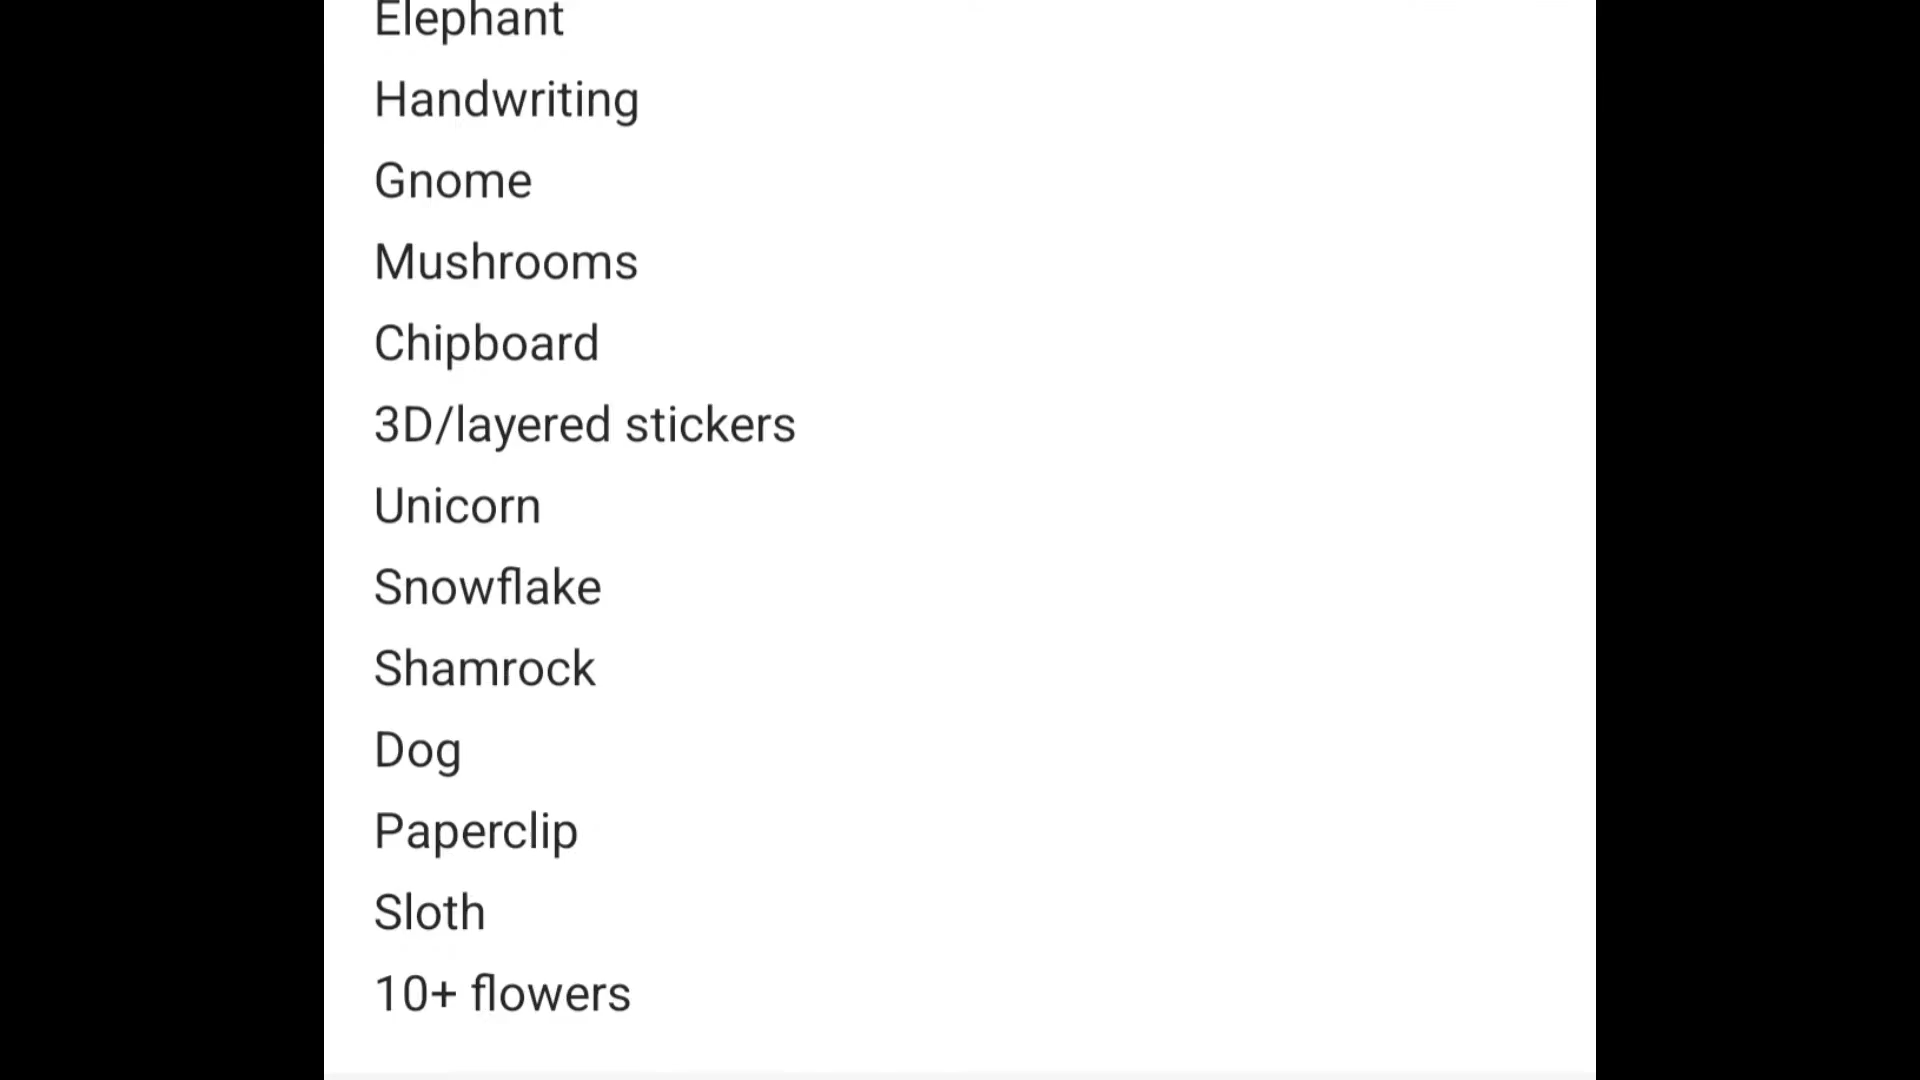 Elephant
Handwriting
Gnome
Mushrooms
Chipboard
3D/layered stickers
Unicorn
Snowflake
Shamrock
Dog
Paperclip
Sloth
10+ flowers